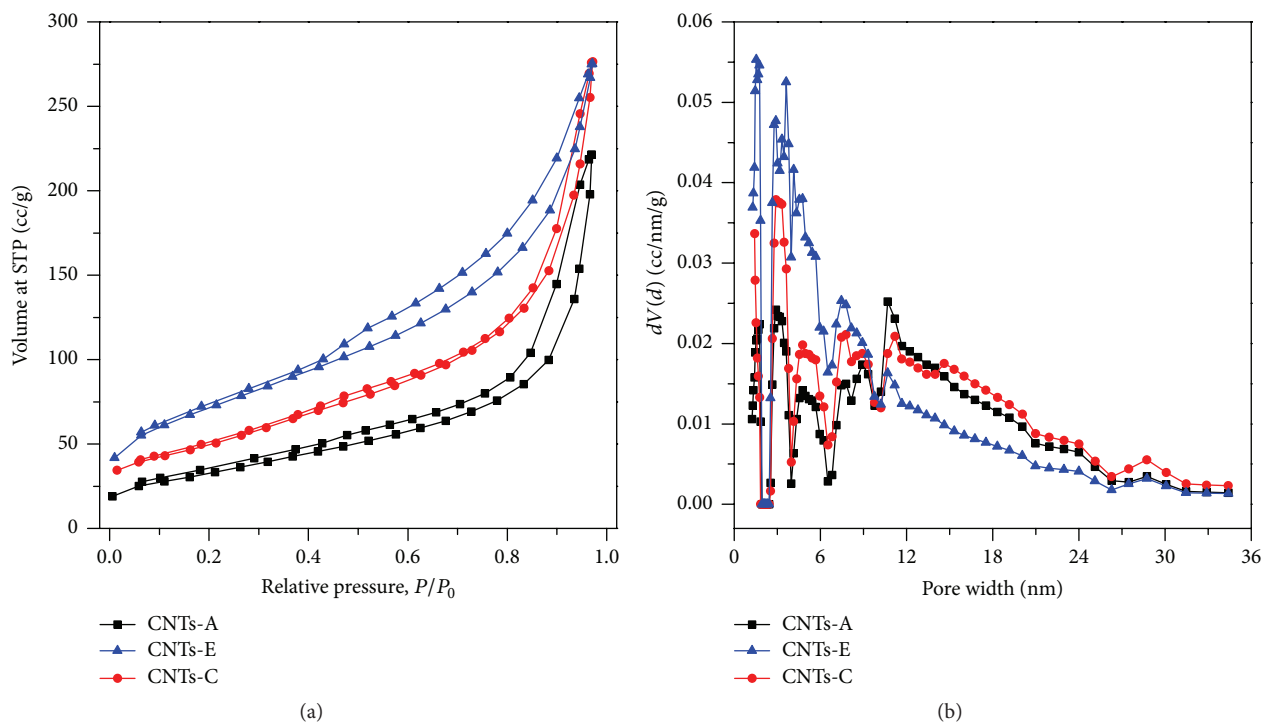 300
250
200
150
100
50
0
Volume at STP (cc/g)
0.0
0.2
0.4
0.6
0.8
1.0
Relative pressure, P/P0
CNTs-A
CNTs-E
CNTs-C
(a)
0.06
0.05
0.04
0.03
0.02
0.01
0.00
dV(d) (cc/nm/g)
0
6
12
18
24
30
36
Pore width (nm)
CNTs-A
CNTs-E
CNTs-C
(b)